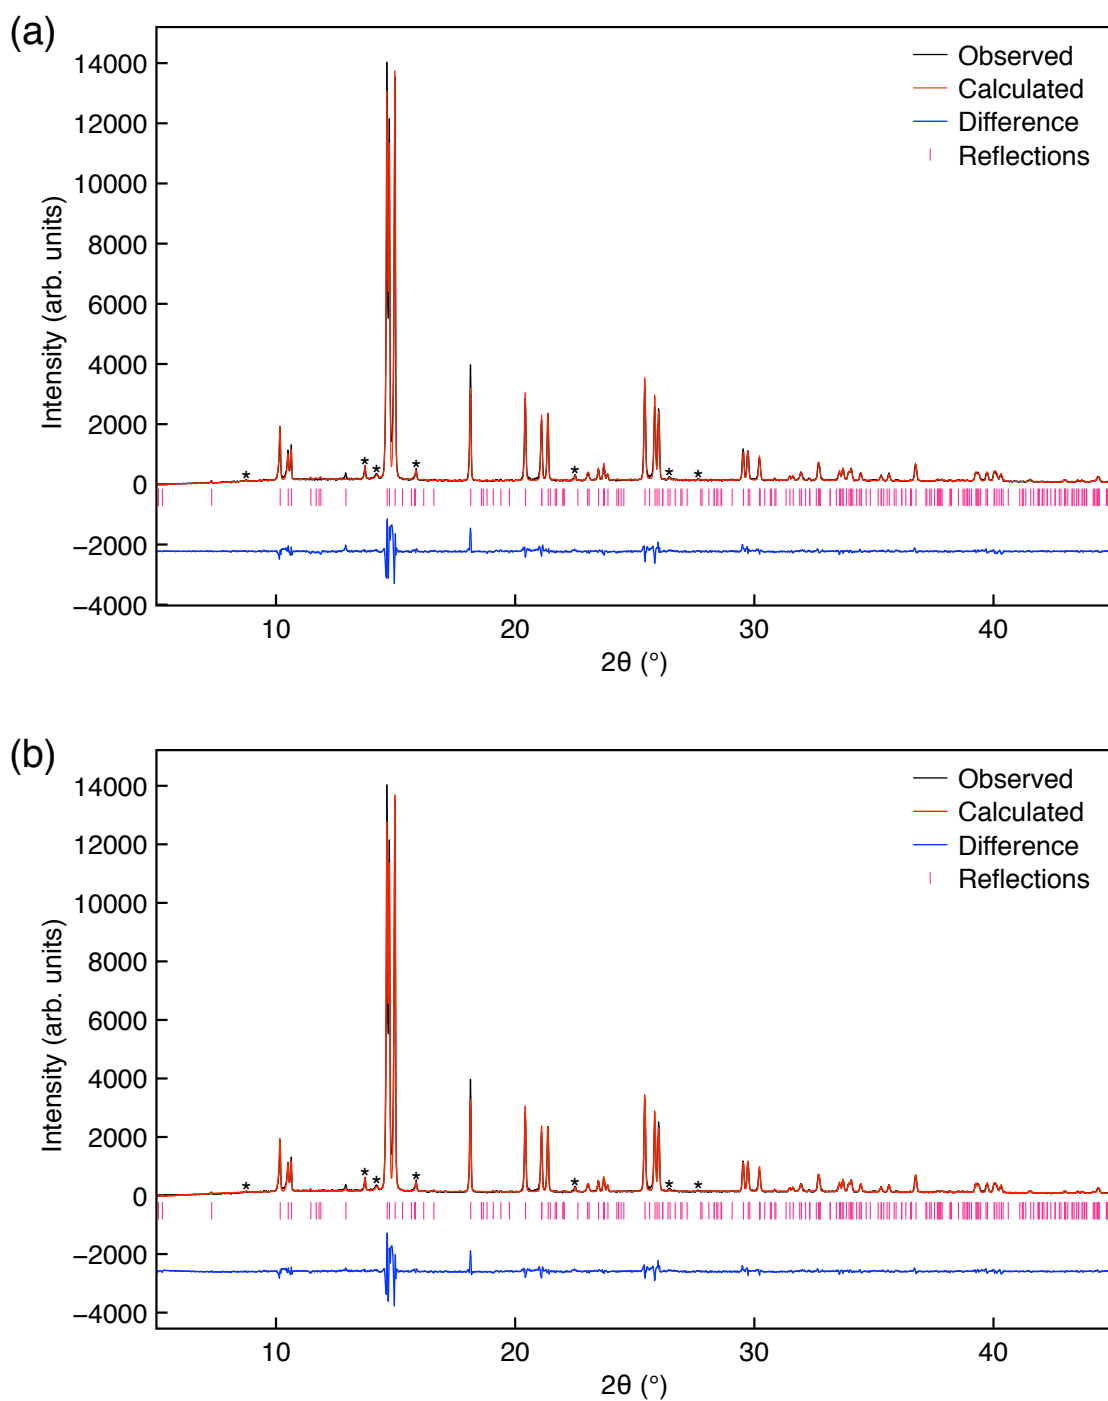 (a)
Observed
Calculated
Difference
Reflections
14000
12000
10000
8000
6000
4000
2000
0
−2000
−4000
Intensity (arb. units)
* * * * * * *
10 20 30 40
2θ (°)
(b)
Observed
Calculated
Difference
Reflections
14000
12000
10000
8000
6000
4000
2000
0
−2000
−4000
Intensity (arb. units)
* * * * * * *
10 20 30 40
2θ (°)